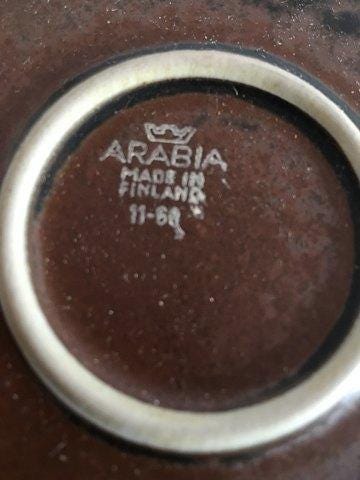 ARABIA
MADE IN
FINLAND
11-68